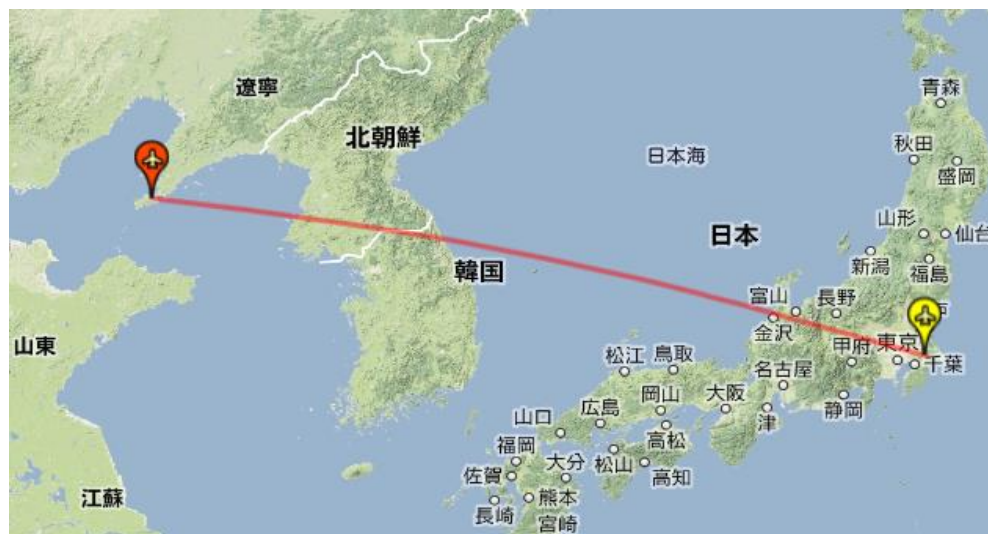 青森
遼寧
北朝鮮
秋田
日本海
盛岡
山形
仙台
日本
新潟
福島
韓国
富山
長野
金沢
戸
山東
甲府
東京
松江
鳥取
千葉
名古屋
岡山
大阪
広島
静岡
山口
津
高松
福岡
大分
松山
佐賀
高知
江蘇
熊本
長崎
宮崎